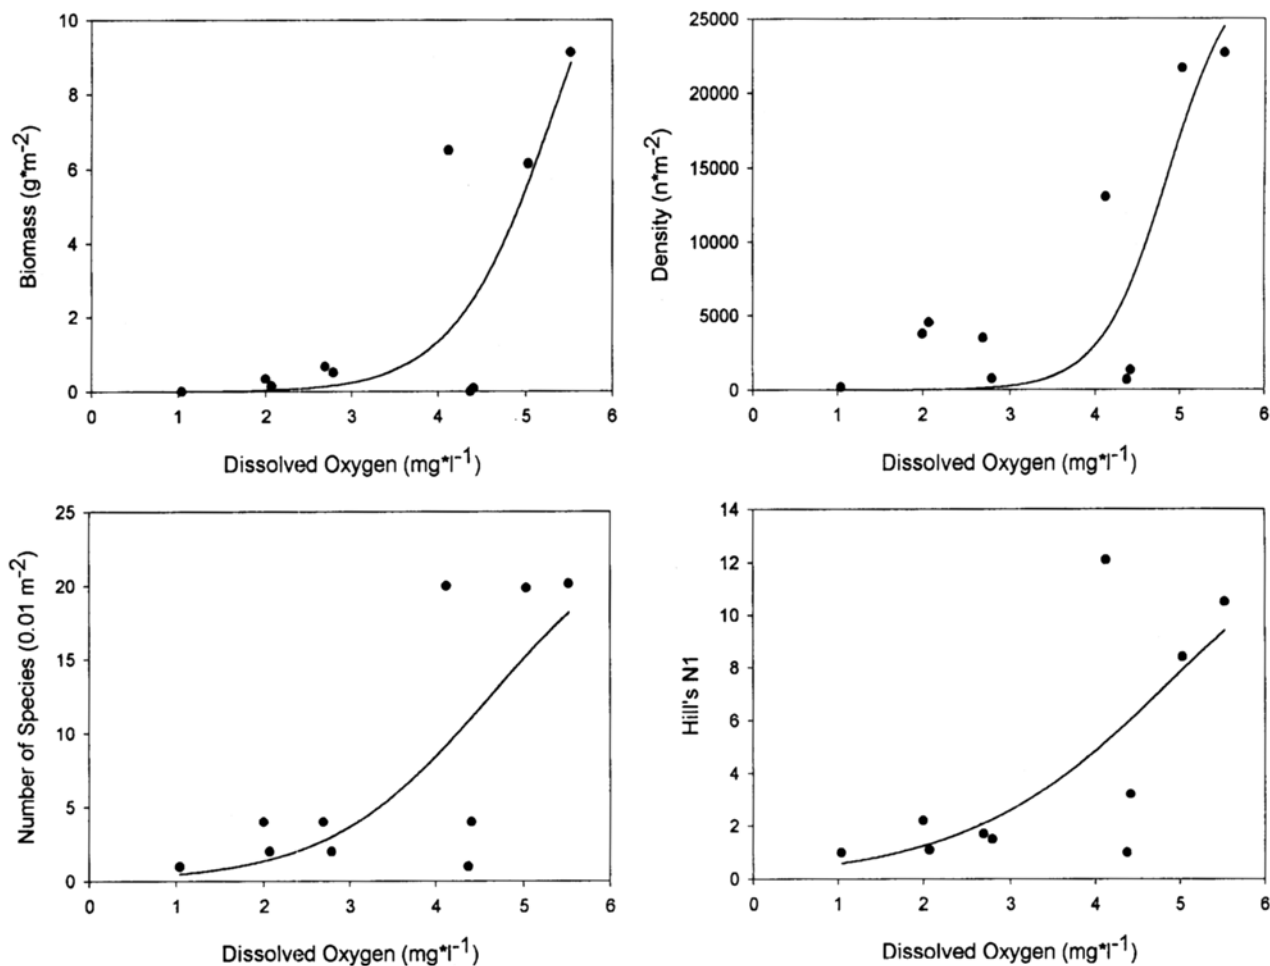 Biomass (g*m-2)
10
8
6
4
2
0
0 1 2 3 4 5 6
Dissolved Oxygen (mg*l-1)
Density (n*m-2)
25000
20000
15000
10000
5000
0
0 1 2 3 4 5 6
Dissolved Oxygen (mg*l-1)
Number of Species (0.01 m-2)
25
20
15
10
5
0
0 1 2 3 4 5 6
Dissolved Oxygen (mg*l-1)
Hill's N1
14
12
10
8
6
4
2
0
0 1 2 3 4 5 6
Dissolved Oxygen (mg*l-1)